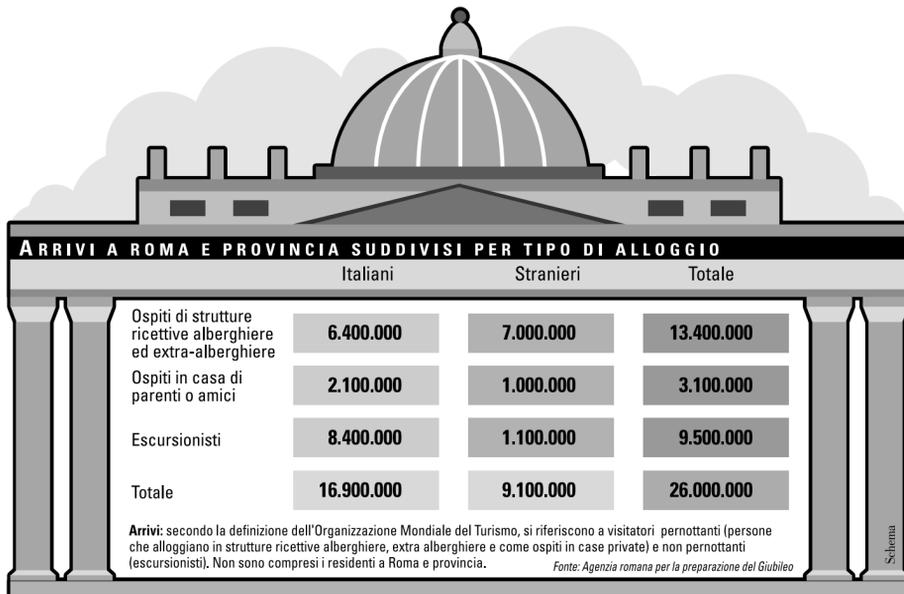 ARRIVI A ROMA E PROVINCIA SUDDIVISI PER TIPO DI ALLOGGIO
Italiani Stranieri Totale
Ospiti di strutture
ricettive alberghiere
ed extra-alberghiere
6.400.000 7.000.000 13.400.000
Ospiti in casa di
parenti o amici
2.100.000 1.000.000 3.100.000
Escursionisti 8.400.000 1.100.000 9.500.000
Totale 16.900.000 9.100.000 26.000.000
Arrivi: secondo la definizione dell'Organizzazione Mondiale del Turismo, si riferiscono a visitatori pernottanti (persone
che alloggiano in strutture ricettive alberghiere, extra alberghiere e come ospiti in case private) e non pernottanti
(escursionisti). Non sono compresi i residenti a Roma e provincia.
Fonte: Agenzia romana per la preparazione del Giubileo
Schema